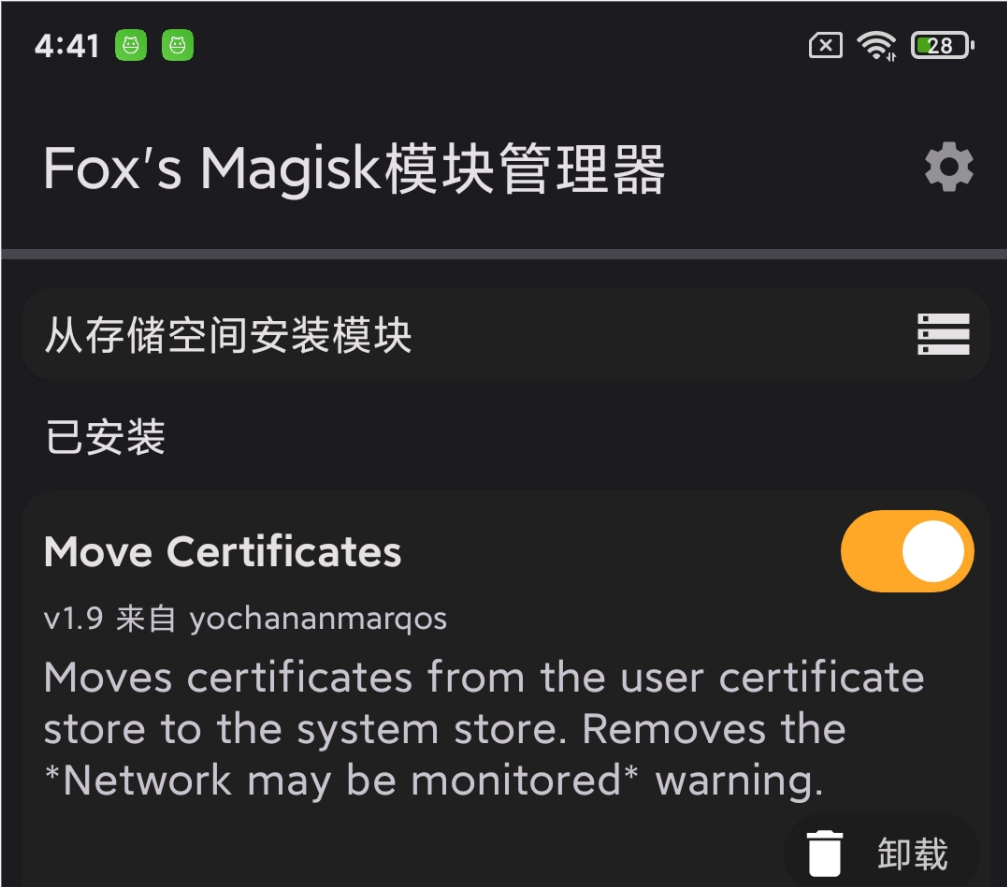 4:41
28
Fox's Magisk模块管理器
从存储空间安装模块
已安装
Move Certificates
v1.9 来自 yochananmarqos
Moves certificates from the user certificate
store to the system store. Removes the
*Network may be monitored* warning.
卸载